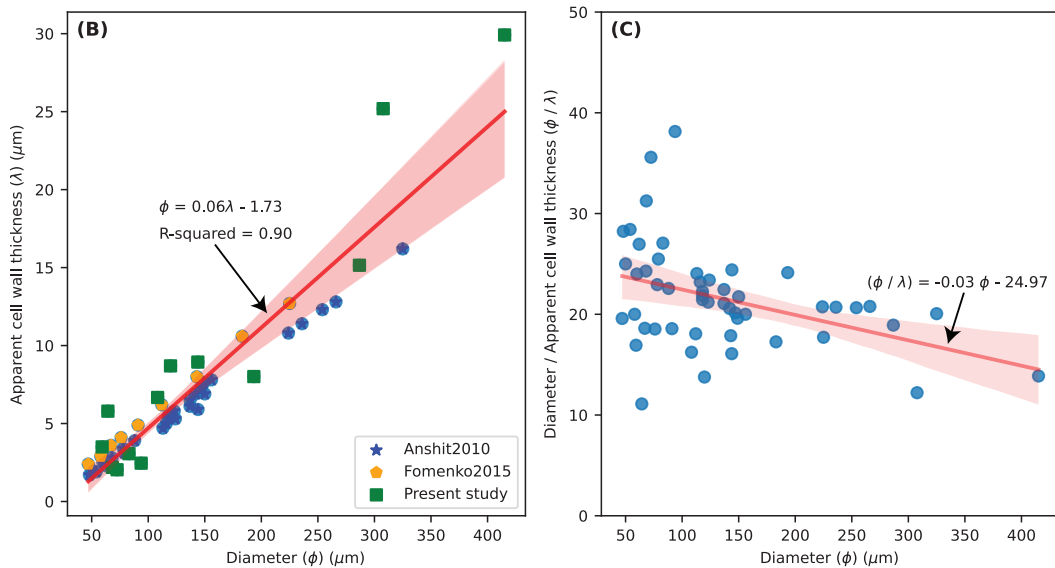 (B)
Apparent cell wall thickness (λ) (μm)
30
25
20
15
10
5
0
ϕ = 0.06λ - 1.73
R-squared = 0.90
Anshit2010
Fomenko2015
Present study
50 100 150 200 250 300 350 400
Diameter (ϕ) (μm)
(C)
Diameter / Apparent cell wall thickness (ϕ / λ)
50
40
30
20
10
0
(ϕ / λ) = -0.03 ϕ - 24.97
50 100 150 200 250 300 350 400
Diameter (ϕ) (μm)